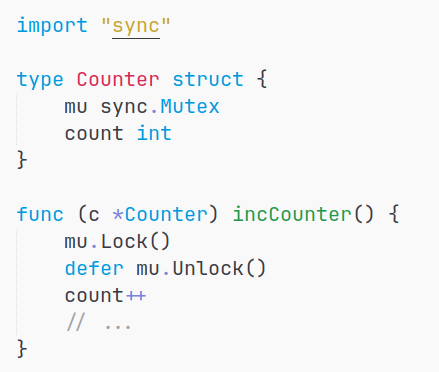 import "sync"
type Counter struct {
mu sync.Mutex
count int
}
func (c *Counter) incCounter() {
mu.Lock()
defer mu.Unlock()
count++
// ...
}